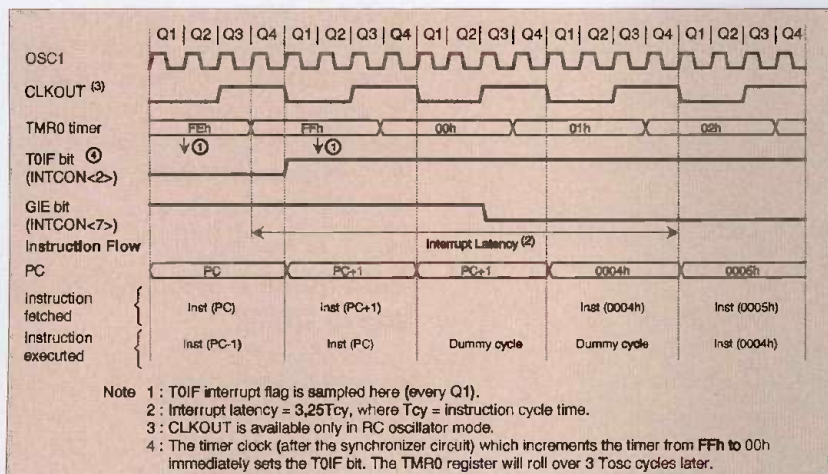 Q1 Q2 Q3 Q4 Q1 Q2 Q3 Q4 Q1 Q2 Q3 Q4 Q1 Q2 Q3 Q4 Q1 Q2 Q3 Q4
OSC1
CLKOUT (3)
TMR0 timer FEh FFh 00h 01h 02h
1 1
T0IF bit 4
(INTCON<2>)
GIE bit
(INTCON<7>)
Interrupt Latency (2)
Instruction Flow
PC PC PC+1 PC+1 0004h 0005h
Instruction
fetched
Inst (PC) Inst (PC+1) Inst (0004h) Inst (0005h)
Instruction
executed
Inst (PC-1) Inst (PC) Dummy cycle Dummy cycle Inst (0004h)
Note 1 : T0IF interrupt flag is sampled here (every Q1).
2 : Interrupt latency = 3,25Tcy, where Tcy = instruction cycle time.
3 : CLKOUT is available only in RC oscillator mode.
4 : The timer clock (after the synchronizer circuit) which increments the timer from FFh to 00h
immediately sets the T0IF bit. The TMR0 register will roll over 3 Tosc cycles later.